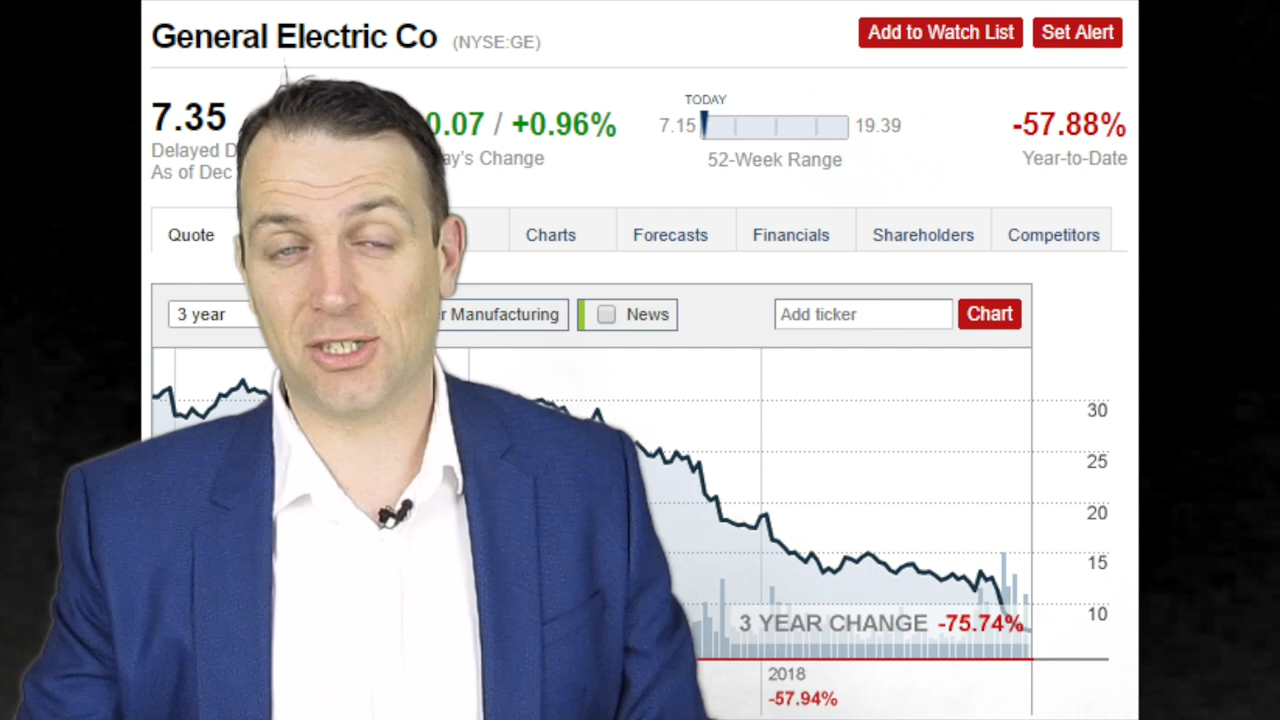 General Electric Co (NYSE:GE)
Add to Watch List Set Alert
7.35
0.07 / +0.96%
TODAY
7.15 19.39
-57.88%
Delayed
52-Week Range
Year-to-Date
As of Dec
Change
Quote Charts Forecasts Financials Shareholders Competitors
3 year Manufacturing News Add ticker Chart
30
25
20
15
10
3 YEAR CHANGE -75.74%
2018
-57.94%